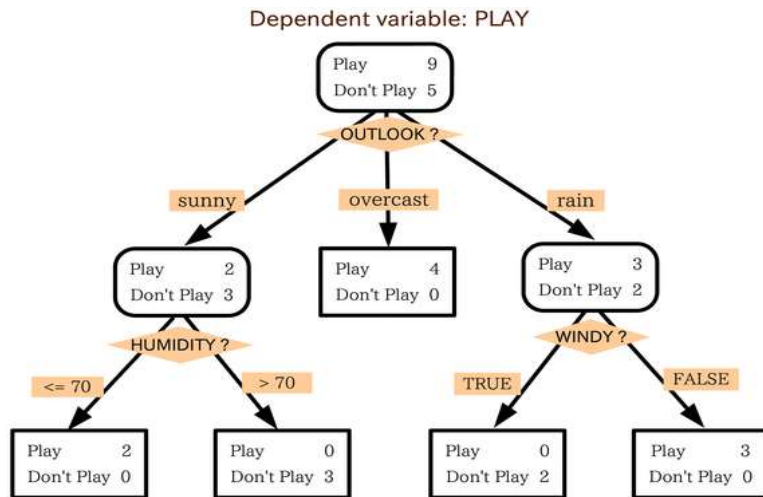 Dependent variable: PLAY
Play 9
Don't Play 5
OUTLOOK ?
sunny
overcast
rain
Play 2
Don't Play 3
Play 4
Don't Play 0
Play 3
Don't Play 2
HUMIDITY ?
WINDY ?
<= 70
> 70
TRUE
FALSE
Play 2
Don't Play 0
Play 0
Don't Play 3
Play 0
Don't Play 2
Play 3
Don't Play 0